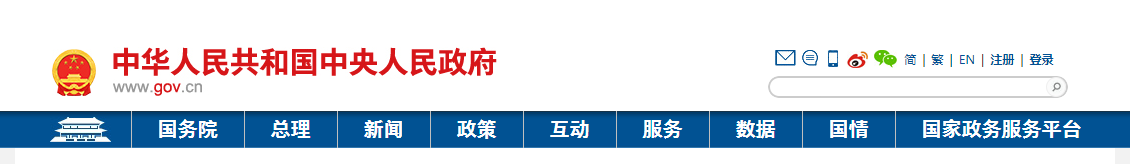 中华人民共和国中央人民政府
www.gov.cn
简 | 繁 | EN | 注册 | 登录
国务院 总理 新闻 政策 互动 服务 数据 国情 国家政务服务平台